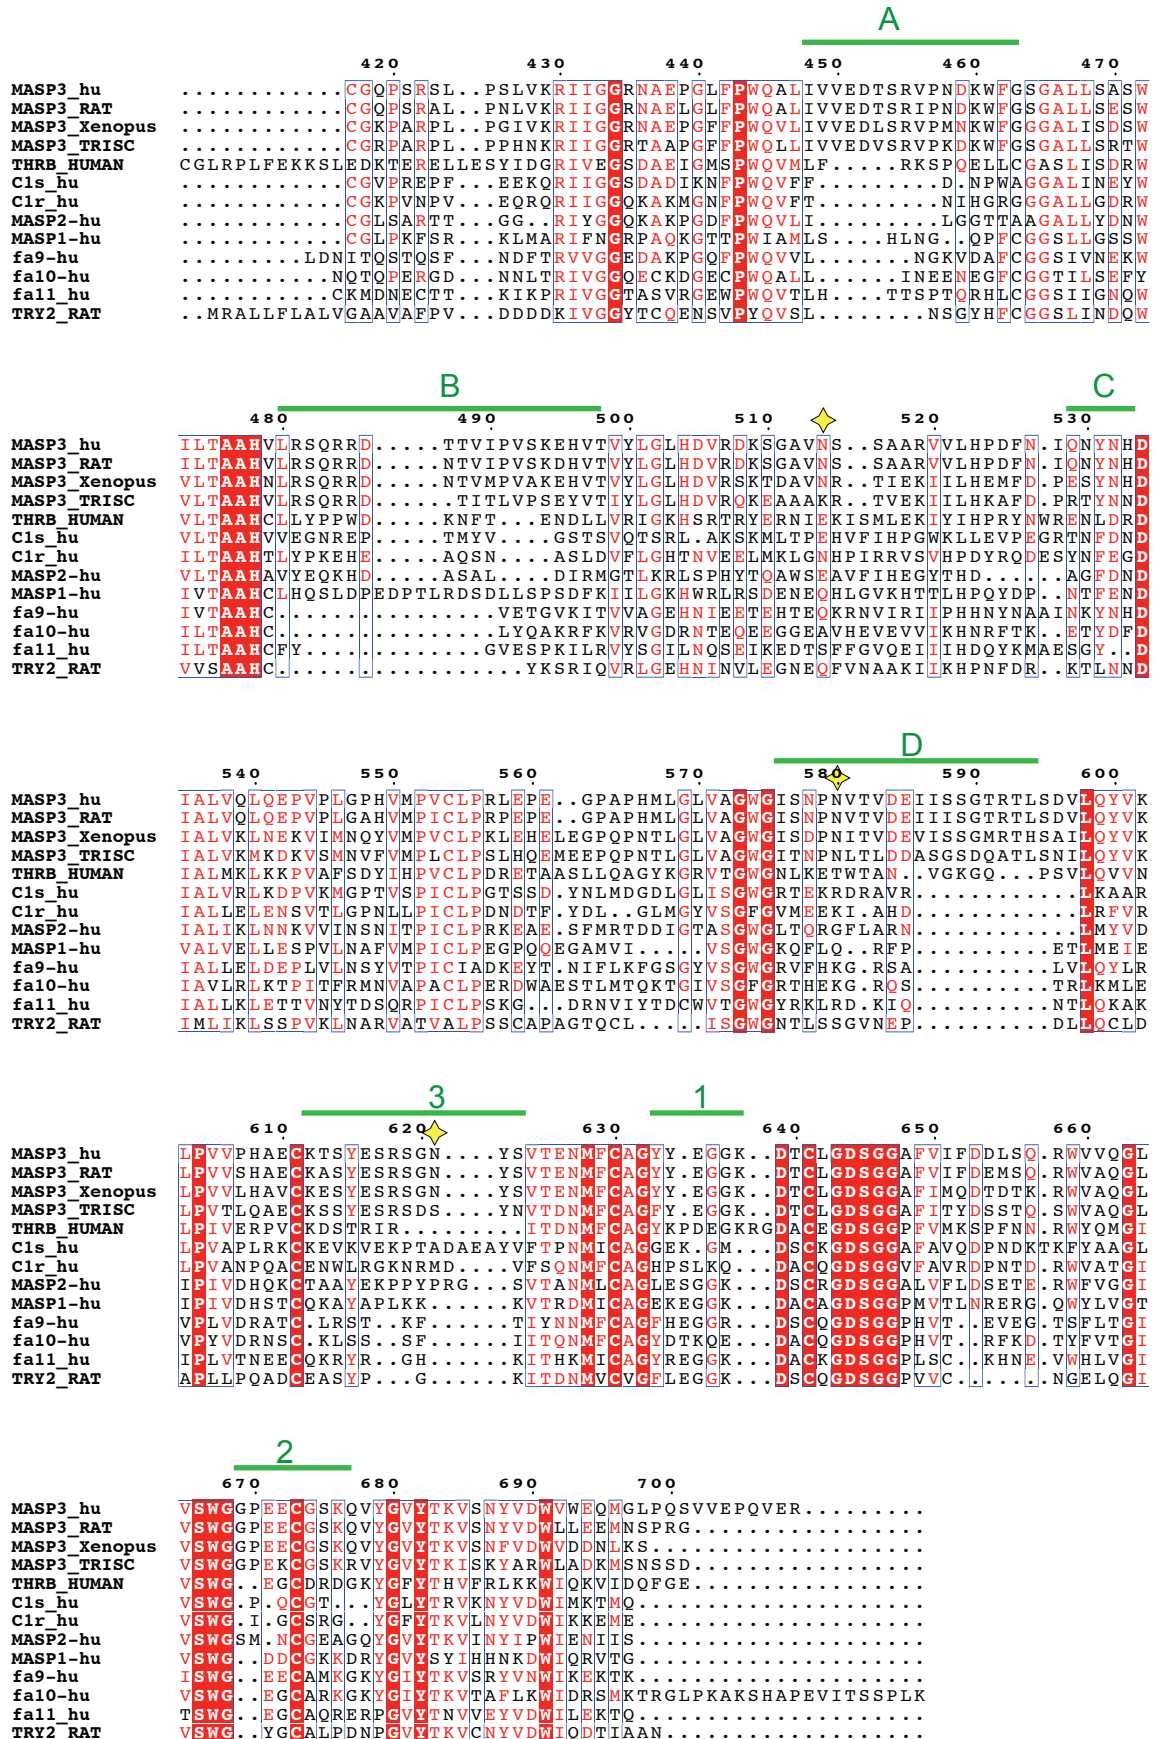 A
420 430 440 450 460 470
MASP3_hu ............CGQPSRSL..PSLVKRIIGGRNAEPGLFPWQALIVVEDTSRVPNDKWFGSGALLSASW
MASP3_RAT ............CGQPSRAL..PNLVKRIIGGRNAELGLFPWQALIVVEDTSRIPNDKWFGSGALLSESW
MASP3_Xenopus ............CGKPARPL..PGIVKRIIGGRNAEPGFFPWQVLIVVEDLSRVPMNKWFGGGALISDSW
MASP3_TRISC ............CGRPARPL..PPHNKRIIGGRTAAPGFFPWQLLIVVEDVSRVPKDKWFGSGALLSRTW
THRB_HUMAN CGLRPLFEKKSLEDKTERELLESYIDGRIVEGSDAEIGMSPWQVMLF......RKSPQELLCGASLISDRW
C1s_hu ............CGVPREPF...EEKQRIIGGSDADIKNFPWQVFF.........D.NPWAGGALINEYW
C1r_hu ............CGKPVNPV...EQRQRIIGGQKAKMGNFPWQVFT.........NIHGRGGGALLGDRW
MASP2-hu ............CGLSARTT...GG..RIYGGQKAKPGDFPWQVLI.........LGGTTAAGALLYDNW
MASP1-hu ............CGLPKFSR...KLMARIFNGRPAQKGTTPWIAMLS.....HLNG..QPFCGGSLLGSSW
fa9-hu .........LDNITQSTQSF...NDFTRVVGGEDAKPGQFPWQVVL........NGKVDAFCGGSIVNEKW
fa10-hu ...........NQTQPERGD...NNLTRIVGGQECKDGECPWQALL.......INEENEGFCGGTILSEFY
fa11_hu ...........CKMDNECTT...KIKPRIVGGTASVRGEWPWQVTLH.....TTSPTQRHLCGGSIIGNQW
TRY2_RAT ..MRALLFLALVGAAVAFPV...DDDDKIVGGYTCQENSVPYQVSL.........NSGYHFCGGSLINDQW
B C
480 490 500 510 520 530
MASP3_hu ILTAAHVLRSQRRD.....TTVIPVSKEHVTVYLGLHDVRDKSGAVNS..SAARVVLHPDFN.IQNYNHD
MASP3_RAT ILTAAHVLRSQRRD.....NTVIPVSKDHVTVYLGLHDVRDKSGAVNS..SAARVVLHPDFN.IQNYNHD
MASP3_Xenopus VLTAAHNLRSQRRD.....NTVMPVAKEHVTVYLGLHDVRSKTDAVNR..TIEKIILHEMFD.PESYNHD
MASP3_TRISC VLTAAHVLRSQRRD.....TITLVPSEYVTIYLGLHDVRQKEAAAKR..TVEKIILHKAFD.PRTYNND
THRB_HUMAN VLTAAHCLLYPPWD.....KNFT...ENDLLVRIGKHSRTRYERNIEKISMLEKIYIHPRYNWRENLDRD
C1s_hu VLTAAHVVEGNREP.....TMYV....GSTSVQTSRL.AKSKMLTPEHVFIHPGWKLLEVPEGRTNFDND
C1r_hu ILTAAHTLYPKEHE.....AQSN....ASLDVFLGHTNVEELMKLGNHPIRRVSVHPDYRQDESYNFEGD
MASP2-hu VLTAAHAVYEQKHD.....ASAL....DIRMGTLKRLSPHYTQAWSEAVFIHEGYTHD......AGFDND
MASP1-hu IVTAAHCLHQSLDPEDPTLRDSDLLSPSDFKIILGKHWRLRSDENEQHLGVKHTTLHPQYDP..NTFEND
fa9-hu IVTAAHC................VETGVKITVVAGEHNIEETEHTEQKRNVIRIIPHHNYNAAINKYNHD
fa10-hu ILTAAHC................LYQAKRFKVRVGDRNTEQEEGGEAVHEVEVVIKHNRFTK..ETYDFD
fa11_hu ILTAAHCFY.............GVESPKILRVYSGILNQSEIKEDTSFFGVQEIIIHDQYKMAESGY..D
TRY2_RAT VVSAAHC................YKSRIQVRLGEHNINVLEGNEQFVNAAKIIKHPNFDR..KTLNND
D
540 550 560 570 580 590 600
MASP3_hu IALVQLQEPVPLGPHVMPVCLPRLEPE..GPAPHMLGLVAGWGISNPNVTVDEIISSGTRTLSDVLQYVK
MASP3_RAT IALVQLQEPVPLGAHVMPVCLPRPEPE..GPAPHMLGLVAGWGISNPNVTVDEIIISGTRTLSDVLQYVK
MASP3_Xenopus IALVKLNEKVIMNQYVMPVCLPKLEHELEGPQPNTLGLVAGWGISDPNITVDEVISSGMRTHSAVLQYVK
MASP3_TRISC IALVKMKDKVSMNVFVMPLCLPSLHQEMEEPQPNTLGLVAGWGITNPNLTLDDASGSDQATLSNILQYVK
THRB_HUMAN IALMKLKKPVAFSDYIHPVCLPDRETAASLLQAGYKGRVTGWGNLKETWTAN..VGKGQ...PSVLQVVN
C1s_hu IALVRLKDPVKMGPTVSPICLPGTSSD.YNLMDGDLGLISGWGRTEKRDRAVR............LKAAR
C1r_hu IALLELENSVTLGPNLLPICLPDNDTF.YDL..GLMGYVSGFGVMEEKI.AHD............LRFVR
MASP2-hu IALIKLNNKVVINSNITPICLPRKEAE.SFMRTDDIGTASGWGLTQRGFLARN............LMYVD
MASP1-hu VALVELLESPVLNAFVMPICLPEGPQQEGAMVI.....VSGWGKQFLQ..RFP..........ETLMEIE
fa9-hu IALLELDEPLVLNSYVTPICIADKEYT.NIFLKFGSGYVSGWGRVFHKG.RSA..........LVLQYLR
fa10-hu IAVLRLKTPITFRMNVAPACLPERDWAESTLMTQKTGIVSGFGRTHEKG.RQS..........TRLKMLE
fa11_hu IALLKLETTVNYTDSQRPICLPSKG..DRNVIYTDCWVTGWGYRKLRD.KIQ..........NTLQKAK
TRY2_RAT IMLIKLSSPVKLNARVATVALPSSCAPAGTQCL.....ISGWGNTLSSGVNEP..........DLLQCLD
3 1
610 620 630 640 650 660
MASP3_hu LPVVPHAECKTSYESRSGN....YSVTENMFCAGYY.EGGK..DTCLGDSGGAFVIFDDLSQ.RWVVQGL
MASP3_RAT LPVVSHAECKASYESRSGN....YSVTENMFCAGYY.EGGK..DTCLGDSGGAFVIFDEMSQ.RWVAQGL
MASP3_Xenopus LPVVLHAVCKESYESRSGN....YSVTENMFCAGYY.EGGK..DTCLGDSGGAFIMQDTDTK.RWVAQGL
MASP3_TRISC LPVTLQAECKSSYESRSDS....YNVTDNMFCAGFY.EGGK..DTCLGDSGGAFITYDSSTQ.SWVAQGL
THRB_HUMAN LPIVERPVCKDSTRIR.........ITDNMFCAGYKPDEGKRGDACEGDSGGPFVMKSPFNN.RWYQMGI
C1s_hu LPVAPLRKCKEVKVEKPTADAEAYVFTPNMICAGGEK.GM...DSCKGDSGGAFAVQDPNDKTKFYAAGL
C1r_hu LPVANPQACENWLRGKNRMD.....VFSQNMFCAGHPSLKQ...DACQGDSGGVFAVRDPNTD.RWVATGI
MASP2-hu IPIVDHQKCTAAYEKPPYPRG...SVTANMLCAGLESGGK...DSCRGDSGGALVFLDSETE.RWFVGGI
MASP1-hu IPIVDHSTCQKAYAPLKK......KVTRDMICAGEKEGGK...DACAGDSGGPMVTLNRERG.QWYLVGT
fa9-hu VPLVDRATC.LRST..KF......TIYNNMFCAGFHEGGR...DSCQGDSGGPHVT..EVEG.TSFLTGI
fa10-hu VPYVDRNSC.KLSS..SF......IITQNMFCAGYDTKQE...DACQGDSGGPHVT..RFKD.TYFVTGI
fa11_hu IPLVTNEECQKRYR..GH......KITHKMICAGYREGGK...DACKGDSGGPLSC..KHNE.VWHLVGI
TRY2_RAT APLLPQADCEASYP...G......KITDNMVCVGFLEGGK...DSCQGDSGGPVVC.....NGELQGI
2
670 680 690 700
MASP3_hu VSWGGPEECGSKQVYGVYTKVSNYVDWVWEQMGLPQSVVEPQVER.........
MASP3_RAT VSWGGPEECGSKQVYGVYTKVSNYVDWLLEEMNSPRG.................
MASP3_Xenopus VSWGGPEECGSKQVYGVYTKVSNFVDWVDDNLKS....................
MASP3_TRISC VSWGGPEKCGSKRVYGVYTKISKYARWLADKMSNSSD.................
THRB_HUMAN VSWG..EGCDRDGKYGFYTHVFRLKKWIQKVIDQFGE.................
C1s_hu VSWG.P.QCGT...YGLYTRVKNYVDWIMKTMQ.....................
C1r_hu VSWG.I.GCSRG..YGFYTKVLNYVDWIKKEME.....................
MASP2-hu VSWGSM.NCGEAGQYGVYTKVINYIPWIENIIS.....................
MASP1-hu VSWG..DDCGKKDRYGVYSYIHHNKDWIQRVTG.....................
fa9-hu ISWG..EECAMKGKYGIYTKVSRYVNWIKEKTK.....................
fa10-hu VSWG..EGCARKGKYGIYTKVTAFLKWIDRSMKTRGLPKAKSHAPEVITSSPLK
fa11_hu TSWG..EGCAQRERPGVYTNVVEYVDWILEKTQ.....................
TRY2_RAT VSWG..YGCALPDNPGVYTKVCNYVDWIQDTIAAN...................